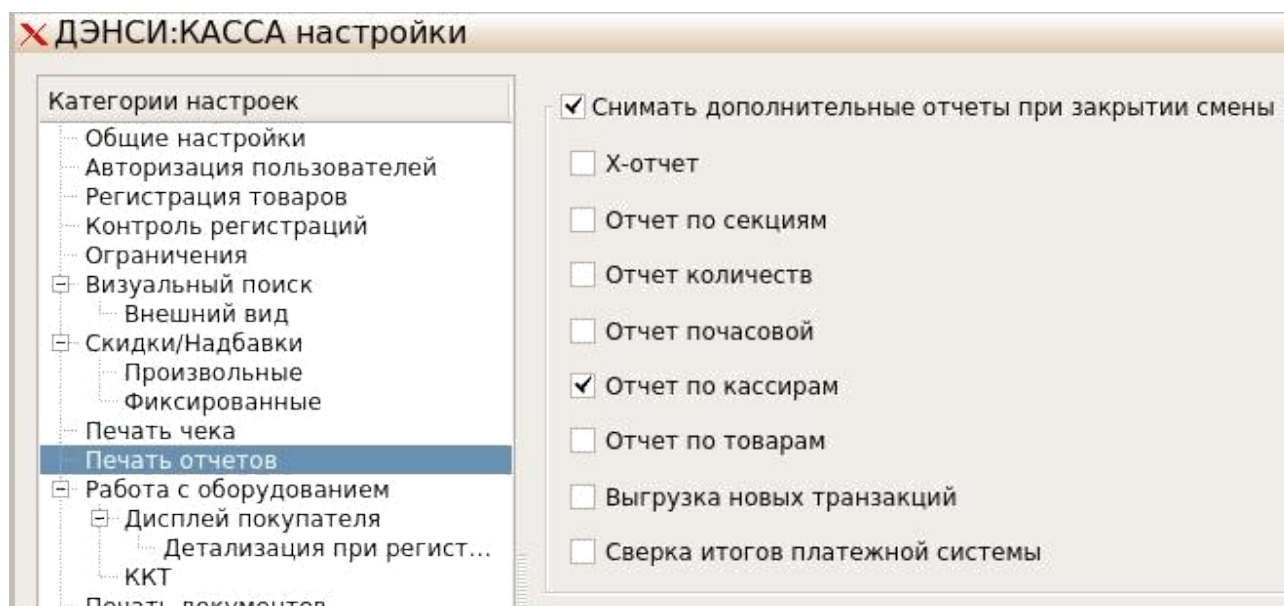 ДЭНСИ:КАССА настройки
Категории настроек
Общие настройки
Авторизация пользователей
Регистрация товаров
Контроль регистраций
Ограничения
Визуальный поиск
Внешний вид
Скидки/Надбавки
Произвольные
Фиксированные
Печать чека
Печать отчетов
Работа с оборудованием
Дисплей покупателя
Детализация при регист...
ККТ
Печать документов
Снимать дополнительные отчеты при закрытии смены
X-отчет
Отчет по секциям
Отчет количеств
Отчет почасовой
Отчет по кассирам
Отчет по товарам
Выгрузка новых транзакций
Сверка итогов платежной системы